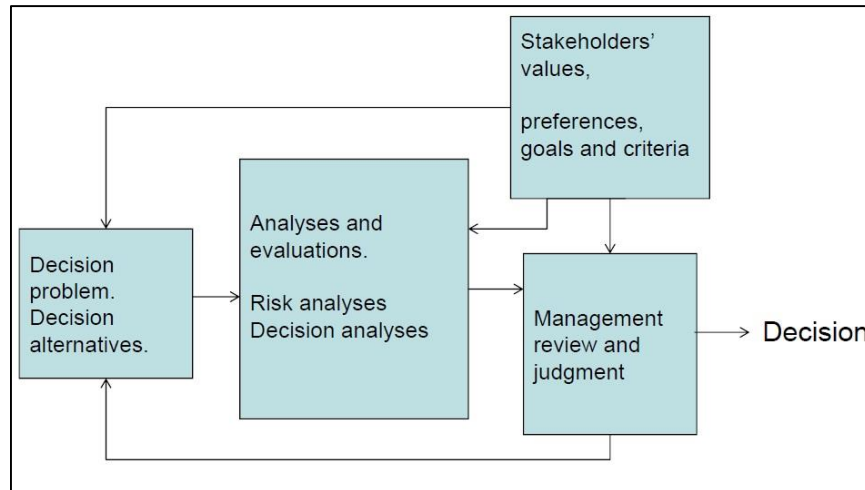 Stakeholders'
values,
preferences,
goals and criteria
Analyses and
evaluations.
Risk analyses
Decision analyses
Decision
problem.
Decision
alternatives.
Management
review and
judgment
Decision